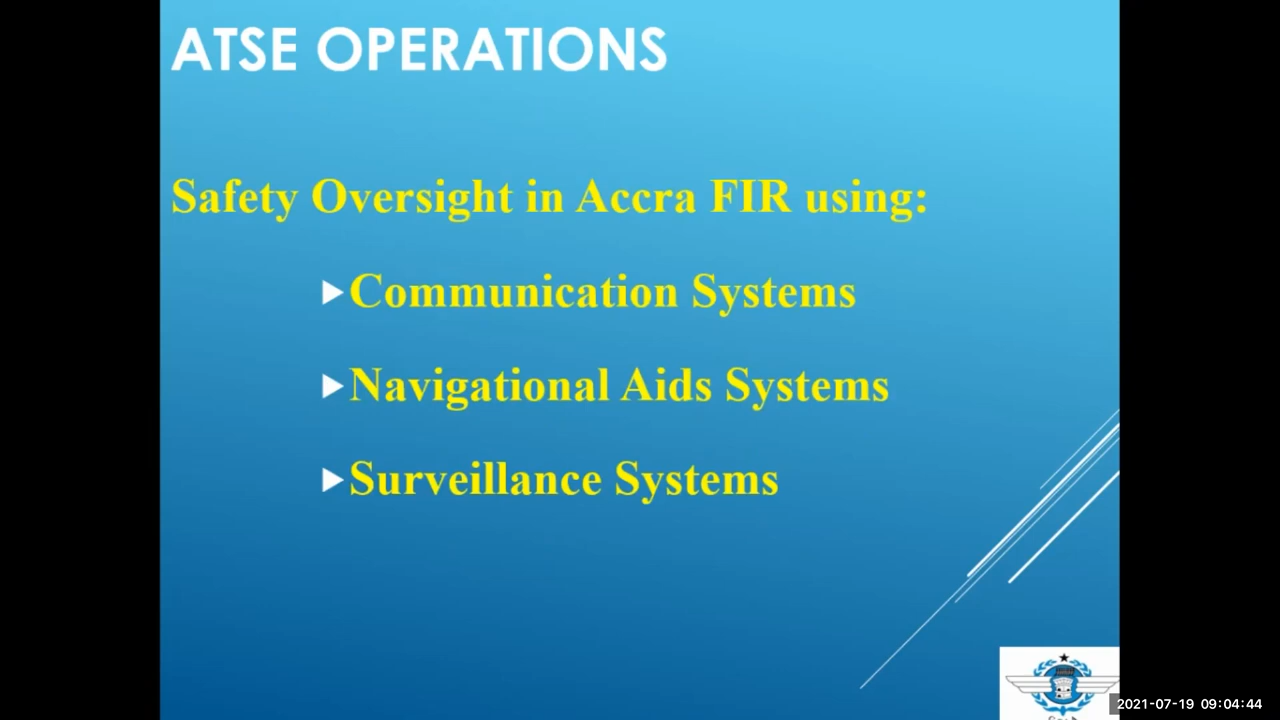 ATSE OPERATIONS
Safety Oversight in Accra FIR using:
Communication Systems
Navigational Aids Systems
Surveillance Systems
2021-07-19 09:04:44